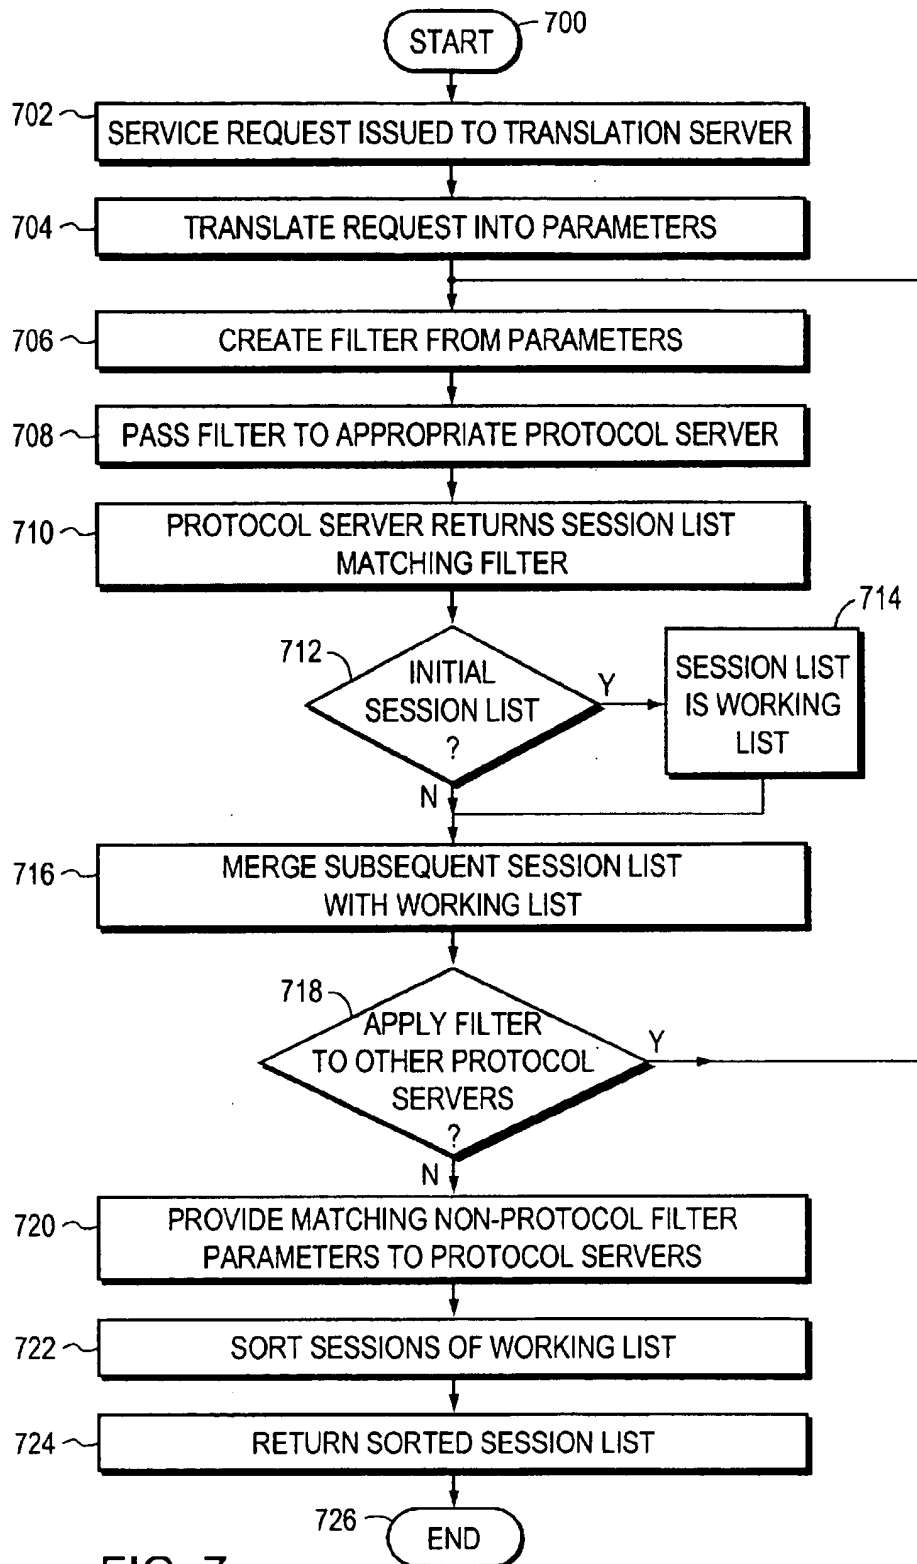 START
700
702
SERVICE REQUEST ISSUED TO TRANSLATION SERVER
704
TRANSLATE REQUEST INTO PARAMETERS
706
CREATE FILTER FROM PARAMETERS
708
PASS FILTER TO APPROPRIATE PROTOCOL SERVER
710
PROTOCOL SERVER RETURNS SESSION LIST
MATCHING FILTER
712
INITIAL
SESSION LIST
?
Y
N
714
SESSION LIST
IS WORKING
LIST
716
MERGE SUBSEQUENT SESSION LIST
WITH WORKING LIST
718
APPLY FILTER
TO OTHER PROTOCOL
SERVERS
?
Y
N
720
PROVIDE MATCHING NON-PROTOCOL FILTER
PARAMETERS TO PROTOCOL SERVERS
722
SORT SESSIONS OF WORKING LIST
724
RETURN SORTED SESSION LIST
726
END